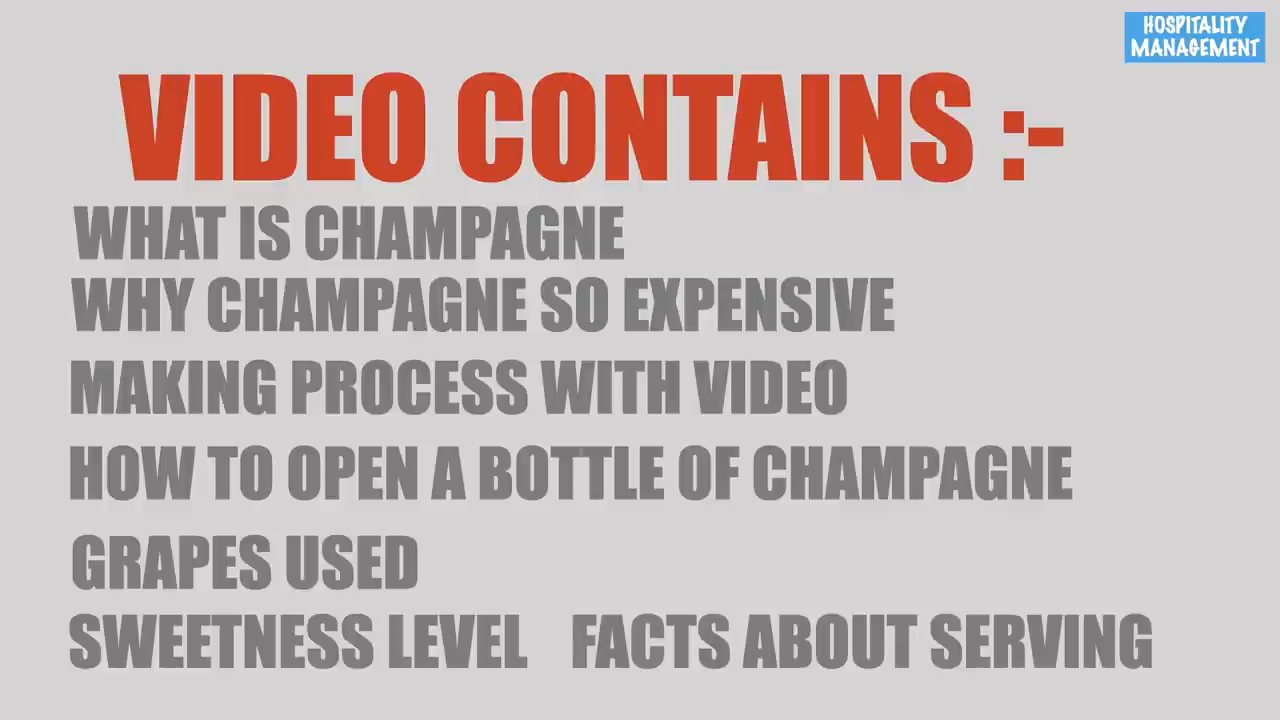 HOSPITALITY
MANAGEMENT
VIDEO CONTAINS :-
WHAT IS CHAMPAGNE
WHY CHAMPAGNE SO EXPENSIVE
MAKING PROCESS WITH VIDEO
HOW TO OPEN A BOTTLE OF CHAMPAGNE
GRAPES USED
SWEETNESS LEVEL FACTS ABOUT SERVING